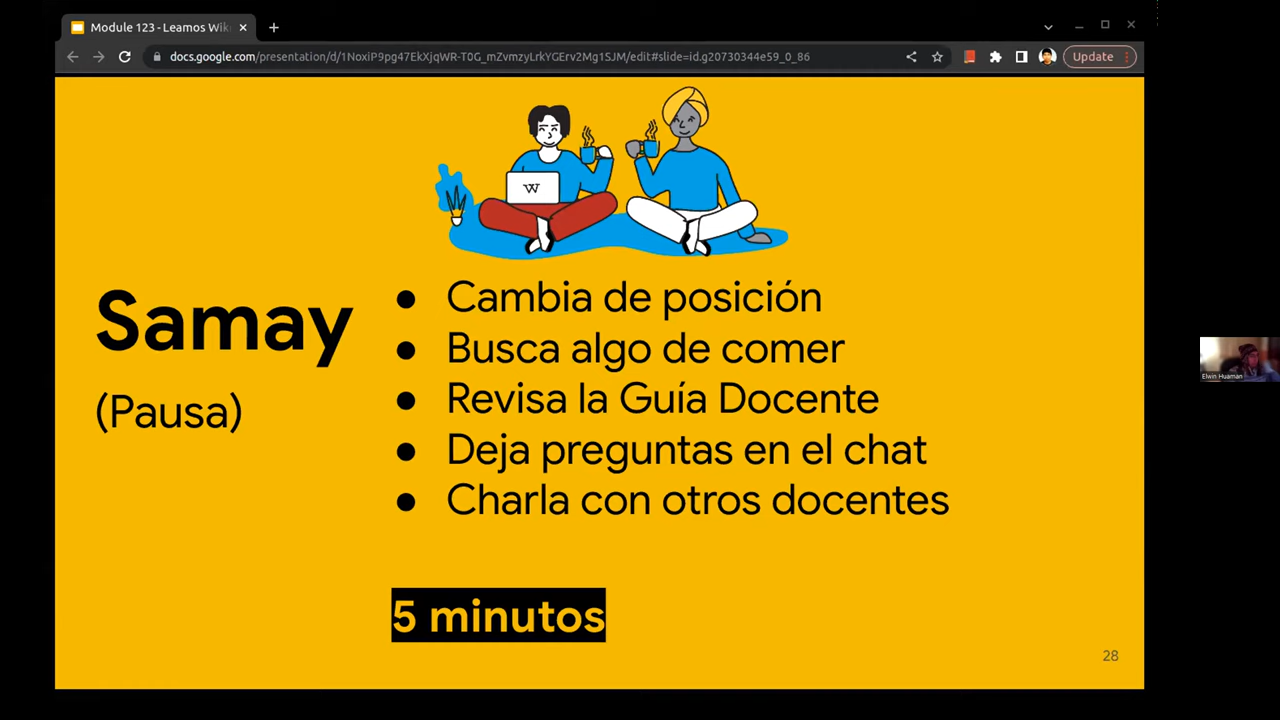 Module 123 - Leamos Wiki
docs.google.com/presentation/d/1NoxiP9pg47EkXjqWR-T0G_mZvmzyLrkYGErv2Mg1SJM/edit#slide=id.g20730344e59_0_86
Update
W
Samay
(Pausa)
● Cambia de posición
● Busca algo de comer
● Revisa la Guía Docente
● Deja preguntas en el chat
● Charla con otros docentes
5 minutos
28
Elwin Huaman